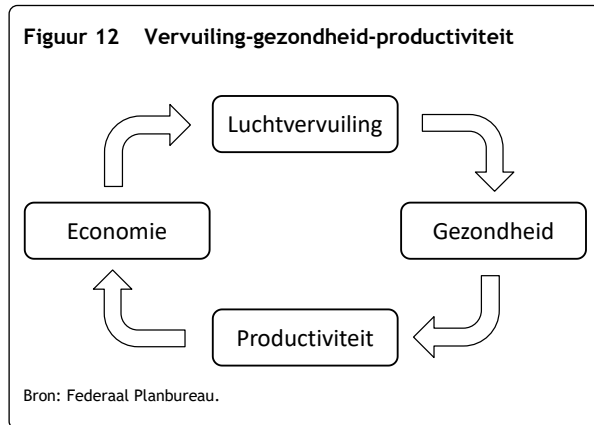 Figuur 12 Vervuiling-gezondheid-productiviteit
Luchtvervuiling
Economie
Gezondheid
Productiviteit
Bron: Federaal Planbureau.